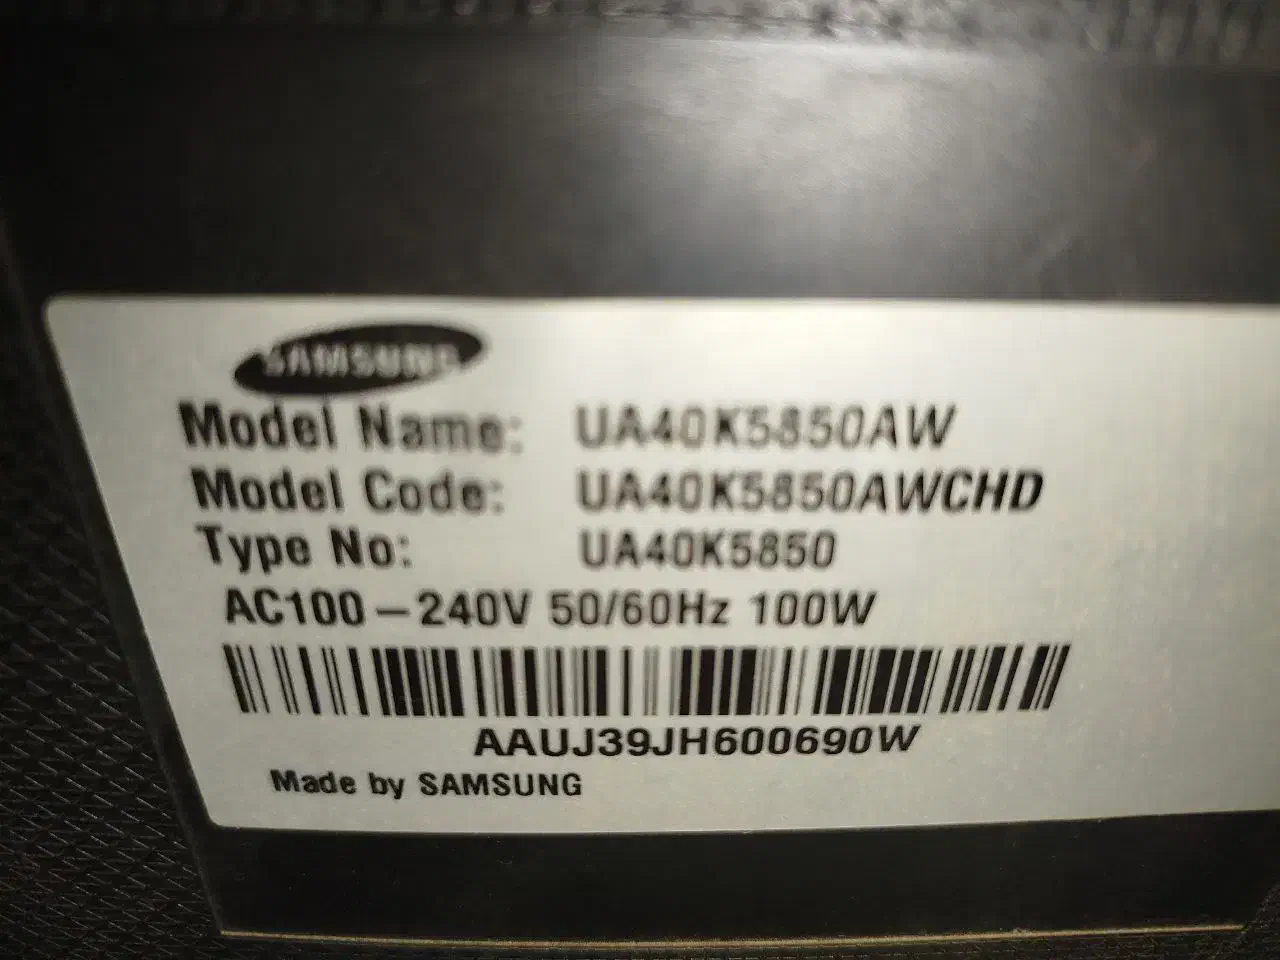 SAMSUNG
Model Name: UA40K5850AW
Model Code: UA40K5850AWCHD
Type No: UA40K5850
AC100-240V 50/60Hz 100W
AAUJ39JH600690W
Made by SAMSUNG